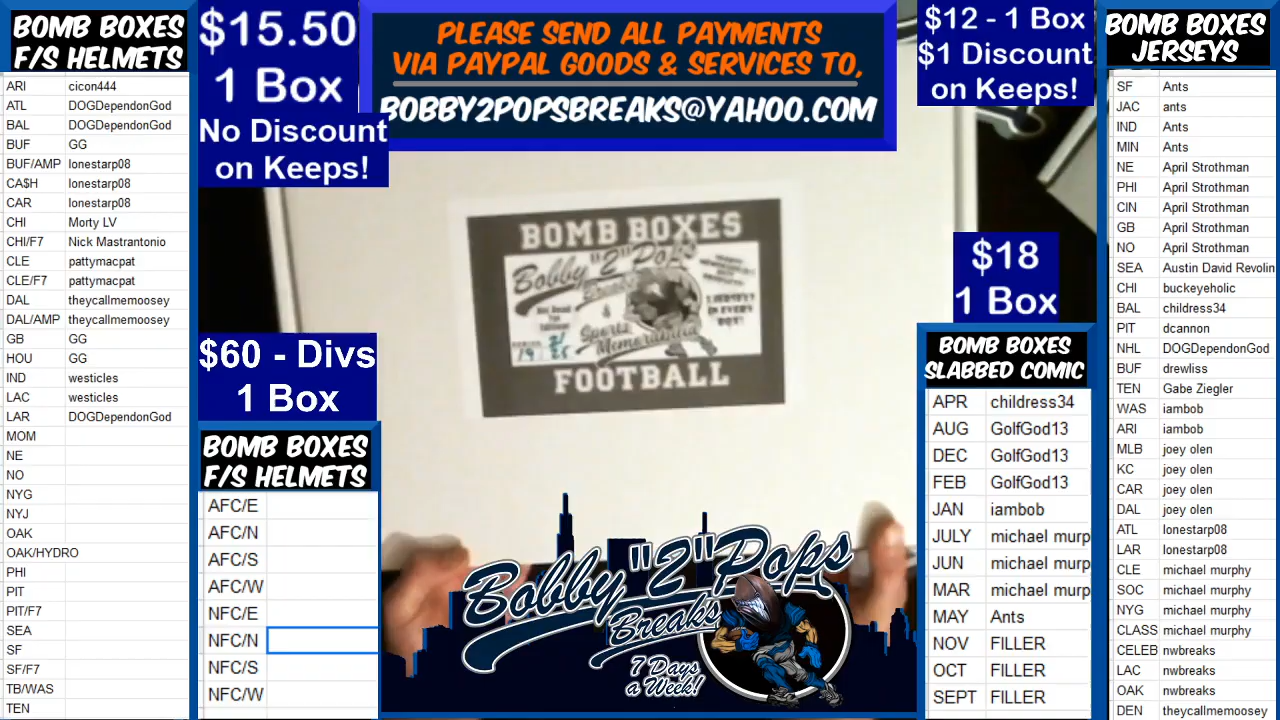 BOMB BOXES
F/S HELMETS
ARI cicon444
ATL DOGDependonGod
BAL DOGDependonGod
BUF GG
BUF/AMP lonestarp08
CA$H lonestarp08
CAR lonestarp08
CHI Morty LV
CHI/F7 Nick Mastrantonio
CLE pattymacpat
CLE/F7 pattymacpat
DAL theycallmemoosey
DAL/AMP theycallmemoosey
GB GG
HOU GG
IND westicles
LAC westicles
LAR DOGDependonGod
MOM
NE
NO
NYG
NYJ
OAK
OAK/HYDRO
PHI
PIT
PIT/F7
SEA
SF
SF/F7
TB/WAS
TEN
$15.50
1 Box
No Discount
on Keeps!
$60 - Divs
1 Box
BOMB BOXES
F/S HELMETS
AFC/E
AFC/N
AFC/S
AFC/W
NFC/E
NFC/N
NFC/S
NFC/W
PLEASE SEND ALL PAYMENTS
VIA PAYPAL GOODS & SERVICES TO,
BOBBY2POPSBREAKS@YAHOO.COM
BOMB BOXES
Bobby "2" Pops
Breaks
&
Sports
Memorabilia
1 JERSEY
IN EVERY
BOX!
FOOTBALL
Bobby "2" Pops
Breaks
7 Days
a Week!
$12 - 1 Box
$1 Discount
on Keeps!
$18
1 Box
BOMB BOXES
SLABBED COMIC
APR childress34
AUG GolfGod13
DEC GolfGod13
FEB GolfGod13
JAN iambob
JULY michael murp
JUN michael murp
MAR michael murp
MAY Ants
NOV FILLER
OCT FILLER
SEPT FILLER
BOMB BOXES
JERSEYS
SF Ants
JAC ants
IND Ants
MIN Ants
NE April Strothman
PHI April Strothman
CIN April Strothman
GB April Strothman
NO April Strothman
SEA Austin David Revolin
CHI buckeyeholic
BAL childress34
PIT dcannon
NHL DOGDependonGod
BUF drewliss
TEN Gabe Ziegler
WAS iambob
ARI iambob
MLB joey olen
KC joey olen
CAR joey olen
DAL joey olen
ATL lonestarp08
LAR lonestarp08
CLE michael murphy
SOC michael murphy
NYG michael murphy
CLASS michael murphy
CELEB nwbreaks
LAC nwbreaks
OAK nwbreaks
DEN theycallmemoosey